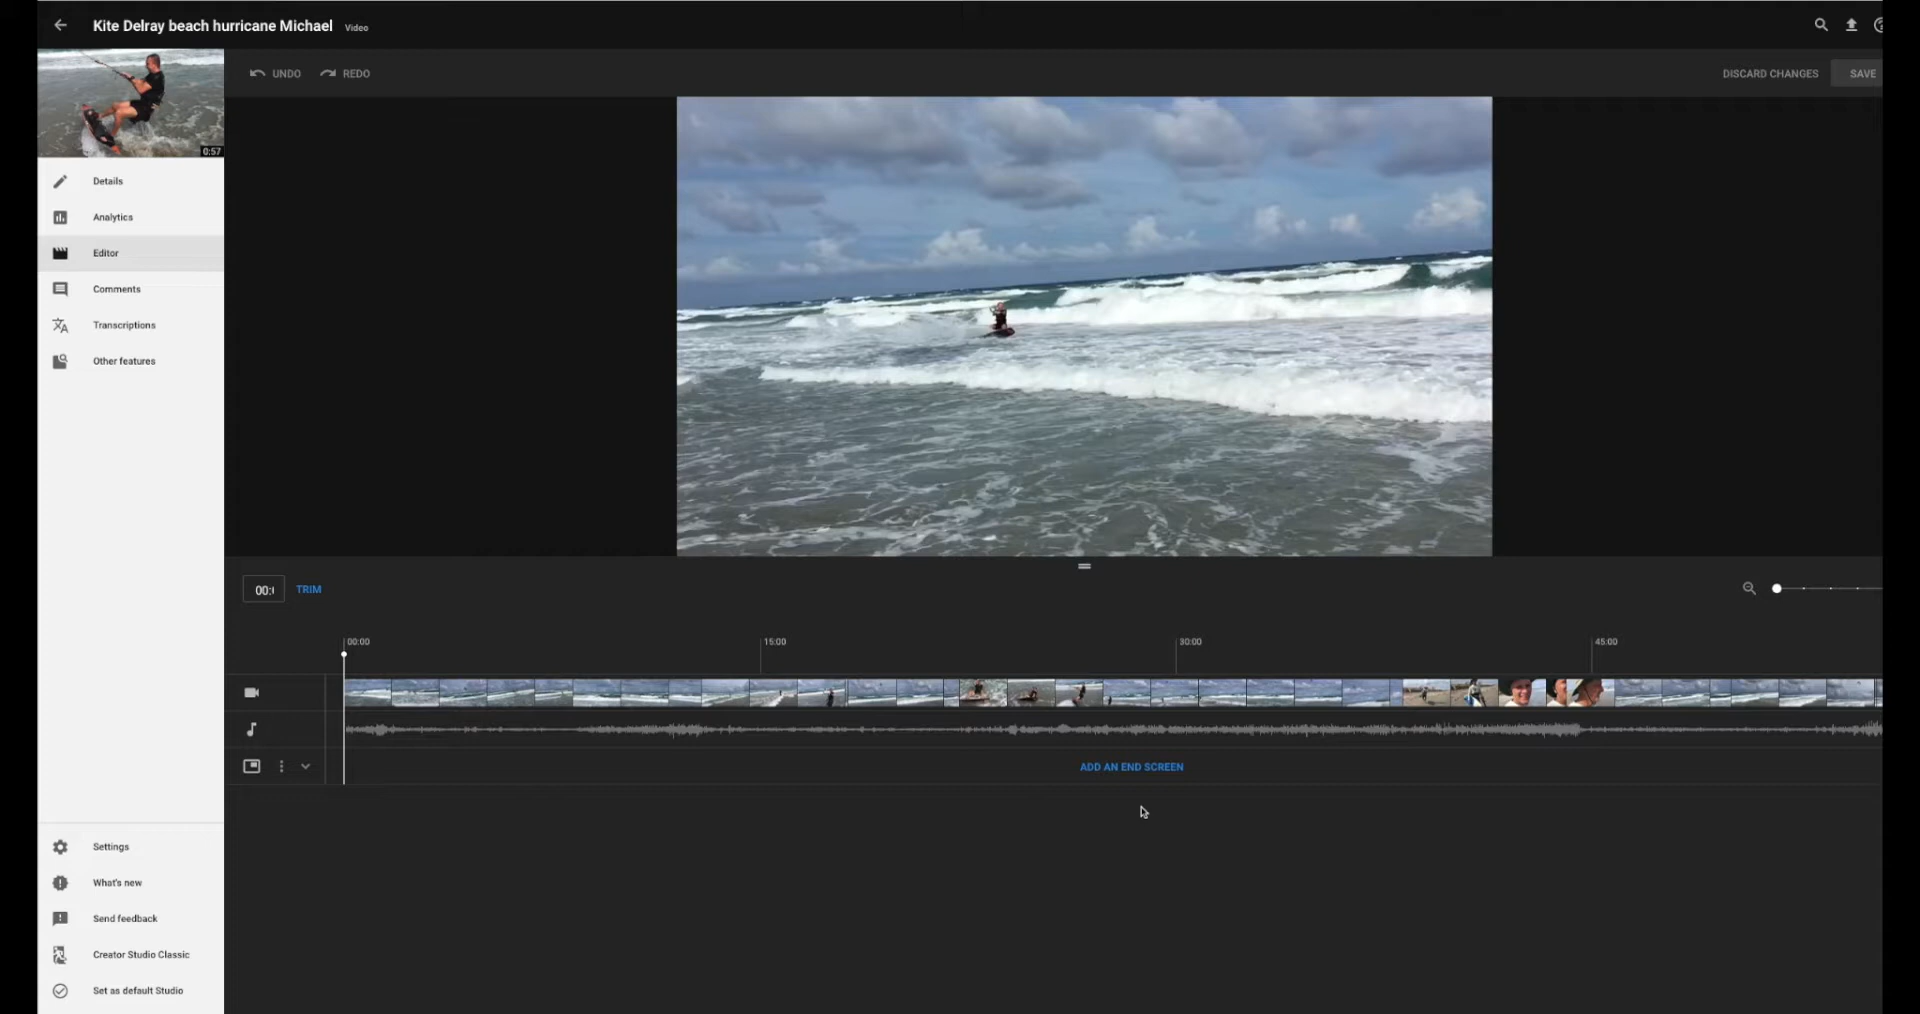 Kite Delray beach hurricane Michael Video
UNDO REDO
DISCARD CHANGES SAVE
0:57
Details
Analytics
Editor
Comments
Transcriptions
Other features
00:
TRIM
00:00 15:00 30:00 45:00
ADD AN END SCREEN
Settings
What's new
Send feedback
Creator Studio Classic
Set as default Studio